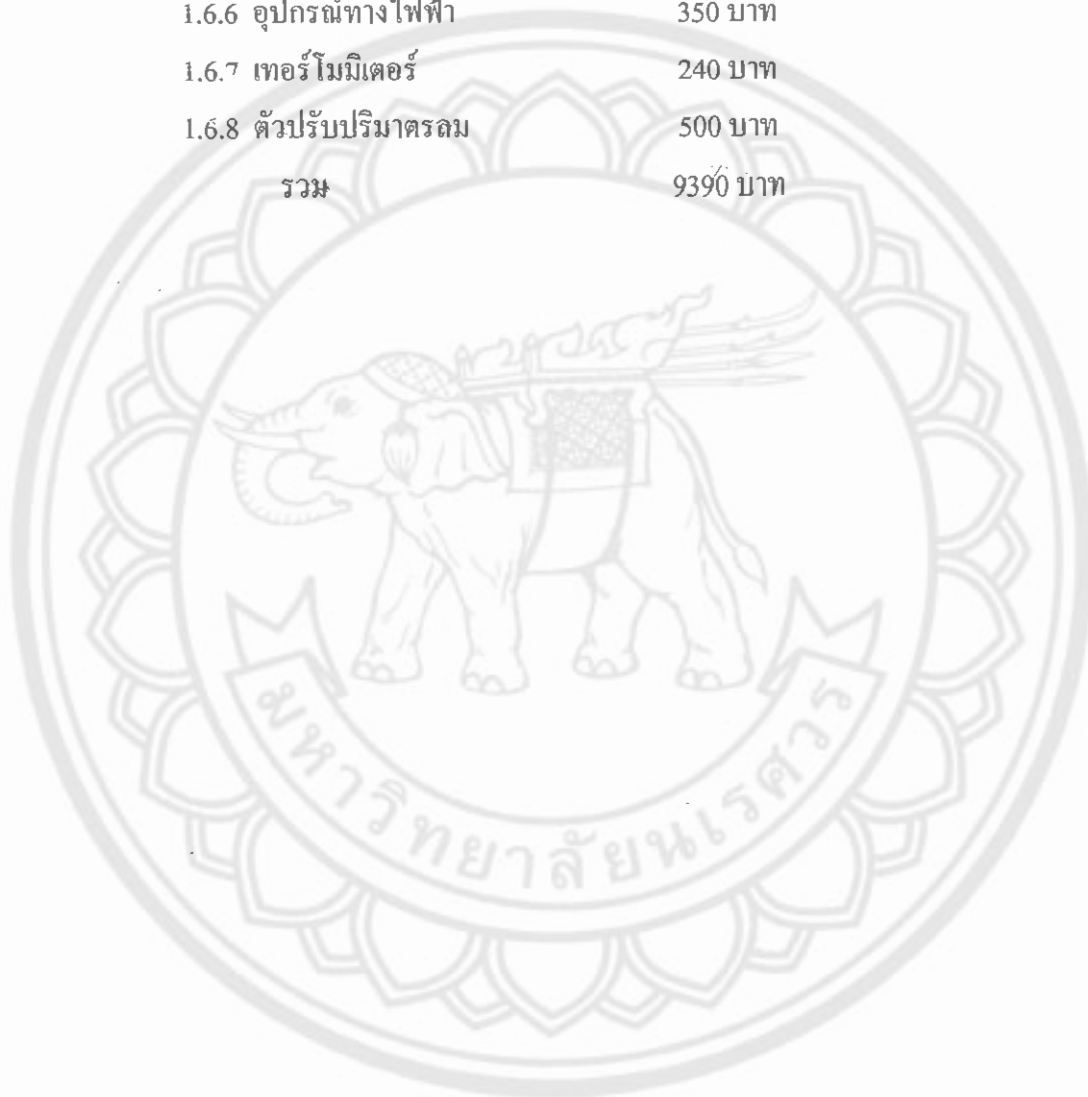 1.6.6 อุปกรณ์ทางไฟฟ้า 350 บาท
1.6.7 เทอร์โมมิเตอร์ 240 บาท
1.6.8 ตัวปรับปริมาตรลม 500 บาท
รวม 9390 บาท
มหาวิทยาลัยนเรศวร